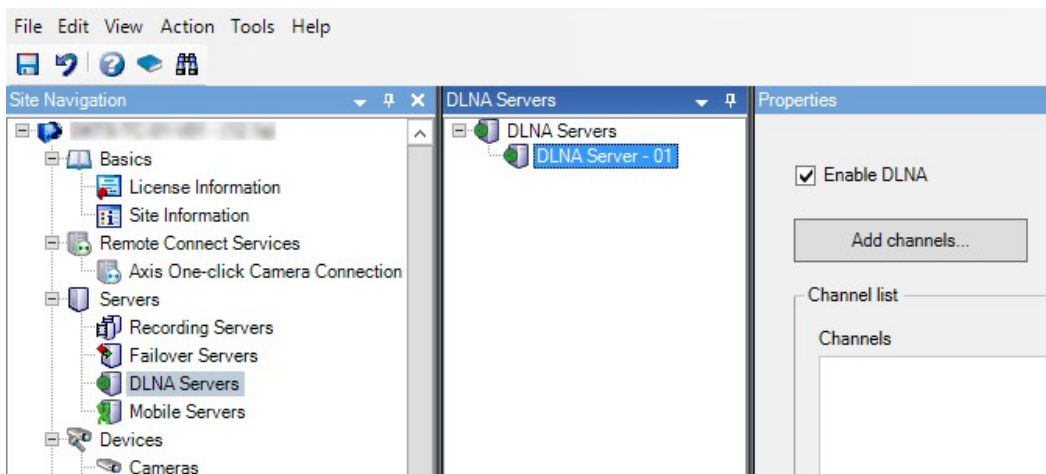 File Edit View Action Tools Help
Site Navigation
Basics
License Information
Site Information
Remote Connect Services
Axis One-click Camera Connection
Servers
Recording Servers
Failover Servers
DLNA Servers
Mobile Servers
Devices
Cameras
DLNA Servers
DLNA Servers
DLNA Server - 01
Properties
Enable DLNA
Add channels...
Channel list
Channels